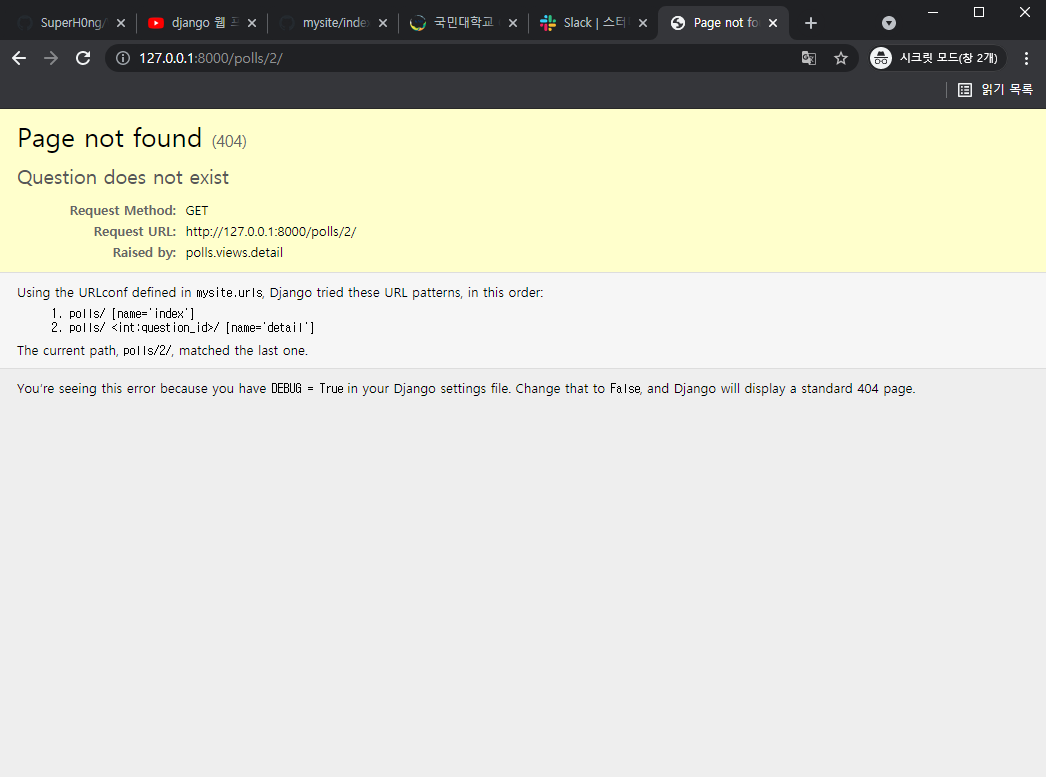 SuperH0ng/
django 웹 프
mysite/inde
국민대학교
Slack | 스터
Page not fo
127.0.0.1:8000/polls/2/
시크릿 모드(창 2개)
읽기 목록
Page not found (404)
Question does not exist
Request Method: GET
Request URL: http://127.0.0.1:8000/polls/2/
Raised by: polls.views.detail
Using the URLconf defined in mysite.urls, Django tried these URL patterns, in this order:
1. polls/ [name='index']
2. polls/ <int:question_id>/ [name='detail']
The current path, polls/2/, matched the last one.
You're seeing this error because you have DEBUG = True in your Django settings file. Change that to False, and Django will display a standard 404 page.